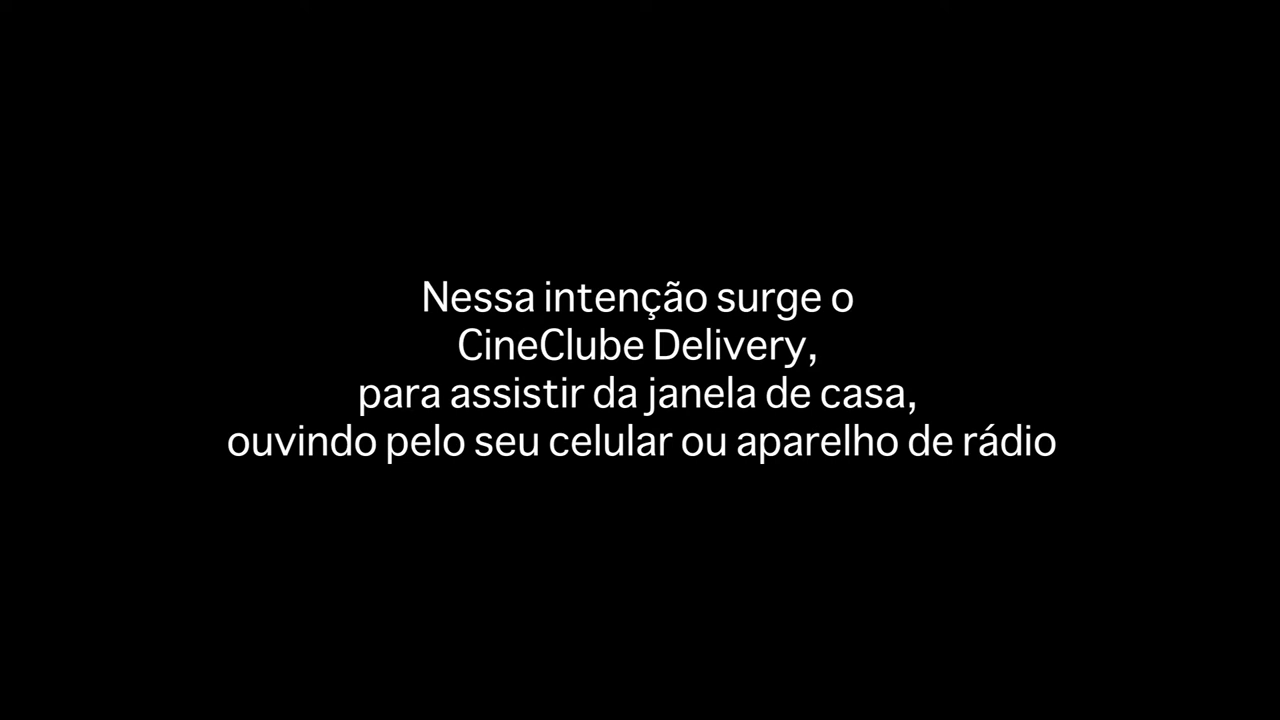 Nessa intenção surge o
CineClube Delivery,
para assistir da janela de casa,
ouvindo pelo seu celular ou aparelho de rádio